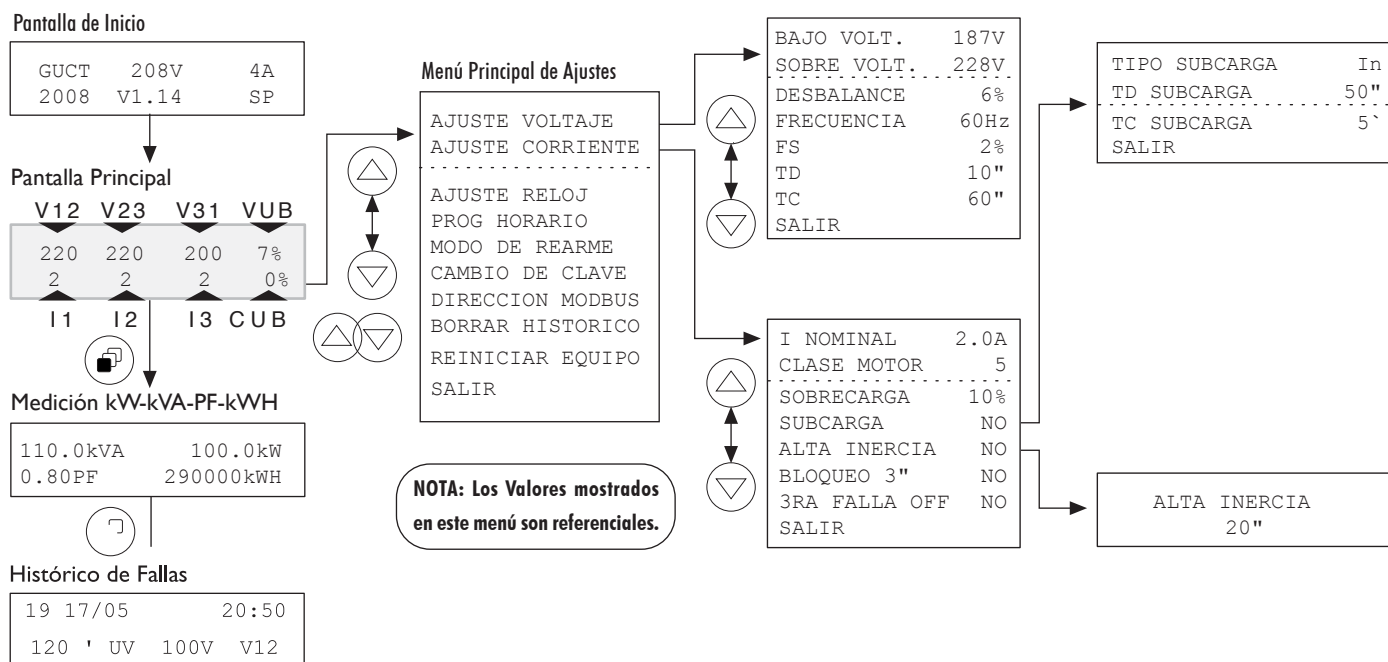 Pantalla de Inicio
GUCT 208V 4A
2008 V1.14 SP
Pantalla Principal
V12 V23 V31 VUB
220 220 200 7%
2 2 2 0%
I1 I2 I3 CUB
Medición kW-kVA-PF-kWH
110.0kVA 100.0kW
0.80PF 290000kWH
Histórico de Fallas
19 17/05 20:50
120 ' UV 100V V12
Menú Principal de Ajustes
AJUSTE VOLTAJE
AJUSTE CORRIENTE
AJUSTE RELOJ
PROG HORARIO
MODO DE REARME
CAMBIO DE CLAVE
DIRECCION MODBUS
BORRAR HISTORICO
REINICIAR EQUIPO
SALIR
NOTA: Los Valores mostrados
en este menú son referenciales.
BAJO VOLT. 187V
SOBRE VOLT. 228V
DESBALANCE 6%
FRECUENCIA 60Hz
FS 2%
TD 10"
TC 60"
SALIR
I NOMINAL 2.0A
CLASE MOTOR 5
SOBRECARGA 10%
SUBCARGA NO
ALTA INERCIA NO
BLOQUEO 3" NO
3RA FALLA OFF NO
SALIR
TIPO SUBCARGA In
TD SUBCARGA 50"
TC SUBCARGA 5`
SALIR
ALTA INERCIA
20"